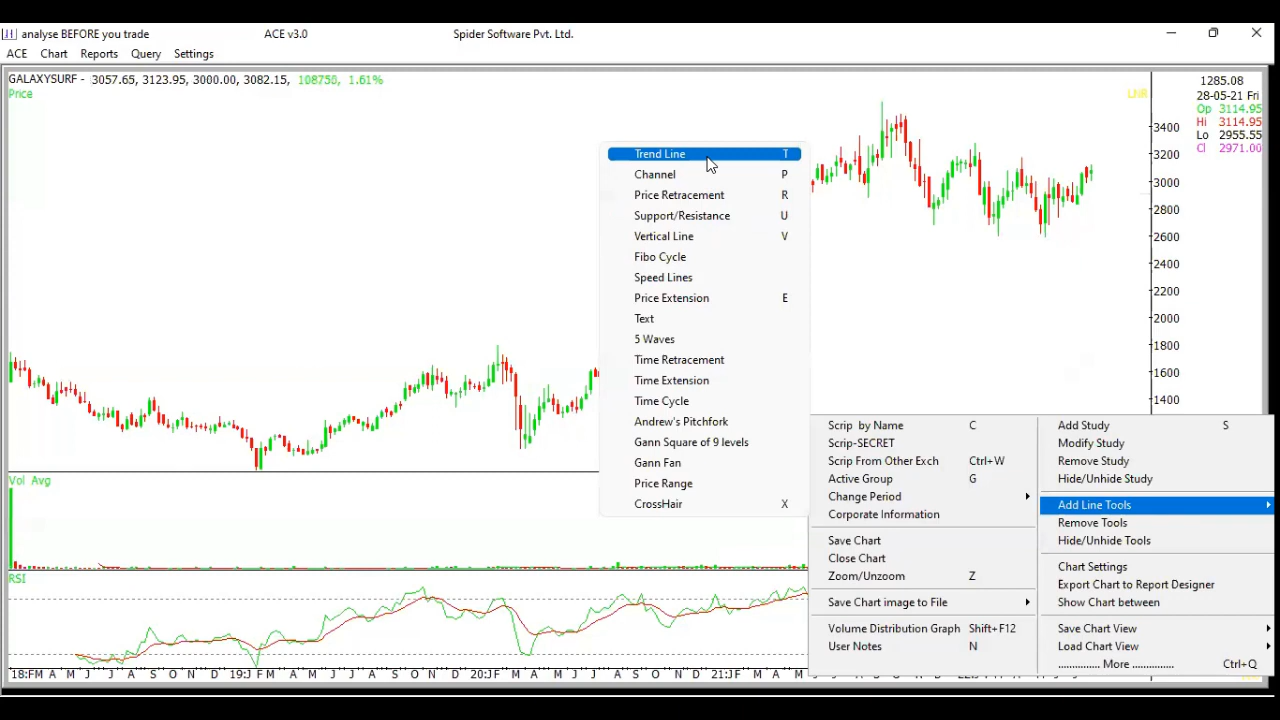 analyse BEFORE you trade ACE v3.0 Spider Software Pvt. Ltd.
ACE Chart Reports Query Settings
GALAXYSURF - 3057.65, 3123.95, 3000.00, 3082.15, 108758, 1.61%
Price
LNR
1285.08
28-05-21 Fri
Op 3114.95
Hi 3114.95
Lo 2955.55
Cl 2971.00
3400
3200
3000
2800
2600
2400
2200
2000
1800
1600
1400
Trend Line T
Channel P
Price Retracement R
Support/Resistance U
Vertical Line V
Fibo Cycle
Speed Lines
Price Extension E
Text
5 Waves
Time Retracement
Time Extension
Time Cycle
Andrew's Pitchfork
Gann Square of 9 levels
Gann Fan
Price Range
CrossHair X
Scrip by Name C
Scrip-SECRET
Scrip From Other Exch Ctrl+W
Active Group G
Change Period
Corporate Information
Save Chart
Close Chart
Zoom/Unzoom Z
Save Chart image to File
Volume Distribution Graph Shift+F12
User Notes N
Add Study S
Modify Study
Remove Study
Hide/Unhide Study
Add Line Tools
Remove Tools
Hide/Unhide Tools
Chart Settings
Export Chart to Report Designer
Show Chart between
Save Chart View
Load Chart View
.............. More .............. Ctrl+Q
Vol Avg
RSI
18:FM A M J J A S O N D 19:J F M A M J J A S O N D 20:J F M A M J J A S O N D 21:J F M A M